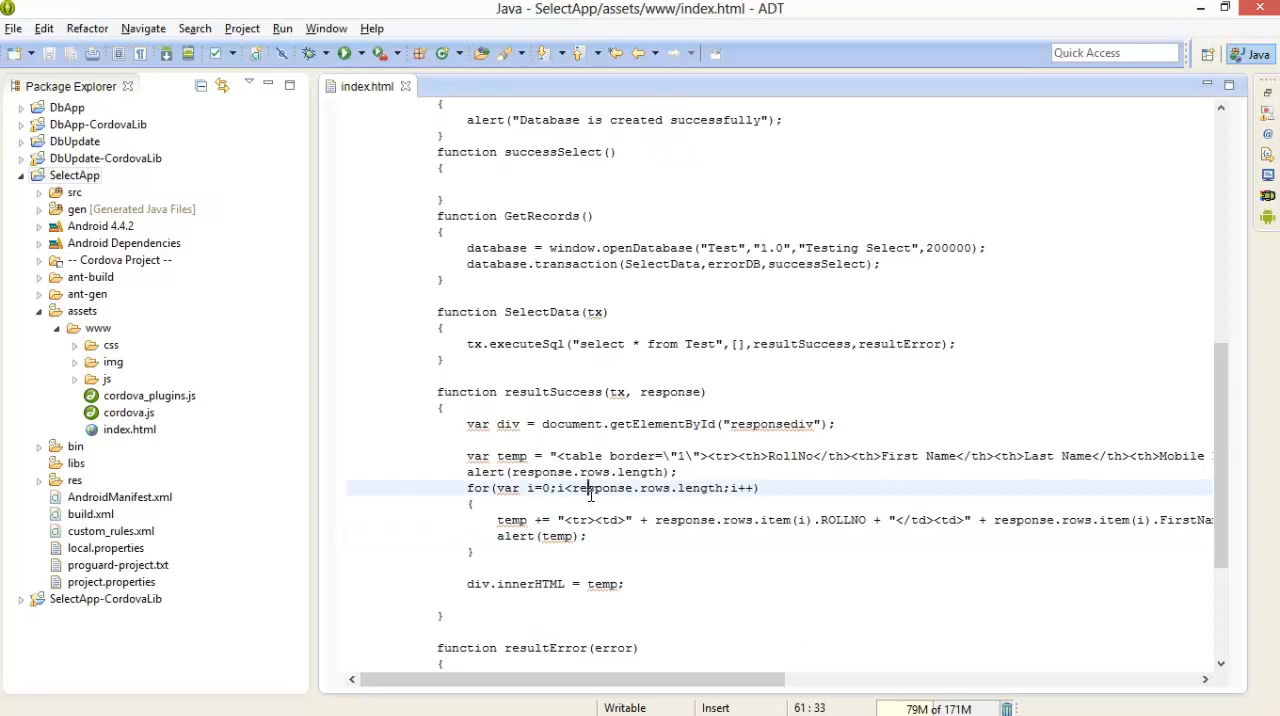 Java - SelectApp/assets/www/index.html - ADT
File Edit Refactor Navigate Search Project Run Window Help
Quick Access
Java
Package Explorer
DbApp
DbApp-CordovaLib
DbUpdate
DbUpdate-CordovaLib
SelectApp
src
gen [Generated Java Files]
Android 4.4.2
Android Dependencies
-- Cordova Project --
ant-build
ant-gen
assets
www
css
img
js
cordova_plugins.js
cordova.js
index.html
bin
libs
res
AndroidManifest.xml
build.xml
custom_rules.xml
local.properties
proguard-project.txt
project.properties
SelectApp-CordovaLib
index.html
{
alert("Database is created successfully");
}
function successSelect()
{
}
function GetRecords()
{
database = window.openDatabase("Test","1.0","Testing Select",200000);
database.transaction(SelectData,errorDB,successSelect);
}
function SelectData(tx)
{
tx.executeSql("select * from Test",[],resultSuccess,resultError);
}
function resultSuccess(tx, response)
{
var div = document.getElementById("responsediv");
var temp = "<table border=\"1\"><tr><th>RollNo</th><th>First Name</th><th>Last Name</th><th>Mobile
alert(response.rows.length);
for(var i=0;i<response.rows.length;i++)
{
temp += "<tr><td>" + response.rows.item(i).ROLLNO + "</td><td>" + response.rows.item(i).FirstNa
alert(temp);
}
div.innerHTML = temp;
}
function resultError(error)
{
Writable Insert 61 : 33 79M of 171M